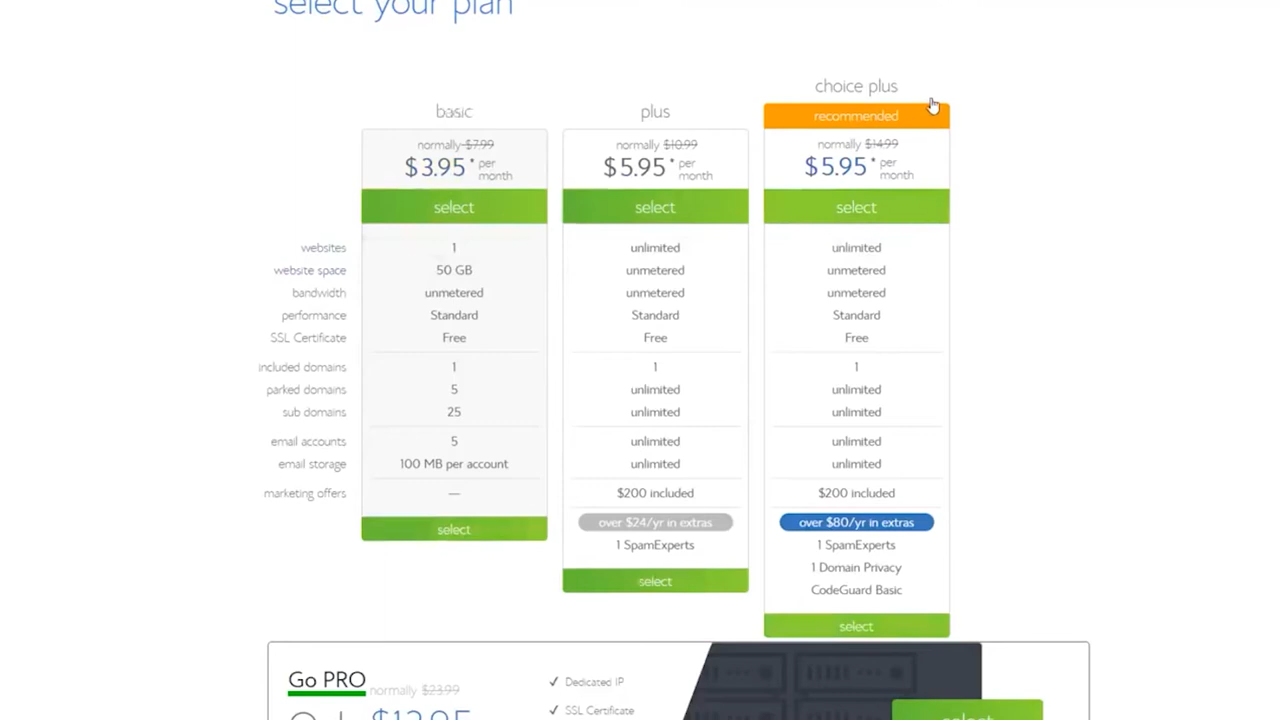 select your plan
choice plus
basic
plus
recommended
normally $7.99
$3.95 * per month
normally $10.99
$5.95 * per month
normally $14.99
$5.95 * per month
select select select
websites 1 unlimited unlimited
website space 50 GB unmetered unmetered
bandwidth unmetered unmetered unmetered
performance Standard Standard Standard
SSL Certificate Free Free Free
included domains 1 1 1
parked domains 5 unlimited unlimited
sub domains 25 unlimited unlimited
email accounts 5 unlimited unlimited
email storage 100 MB per account unlimited unlimited
marketing offers — $200 included $200 included
over $24/yr in extras over $80/yr in extras
select
1 SpamExperts 1 SpamExperts
1 Domain Privacy
select
CodeGuard Basic
select
Go PRO normally $23.99
✓ Dedicated IP
✓ SSL Certificate